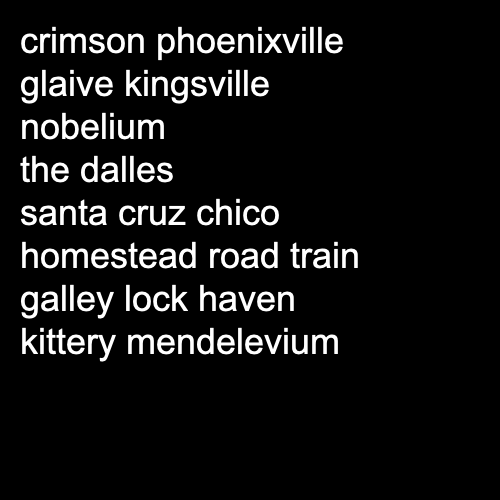 crimson phoenixville
glaive kingsville
nobelium
the dalles
santa cruz chico
homestead road train
galley lock haven
kittery mendelevium